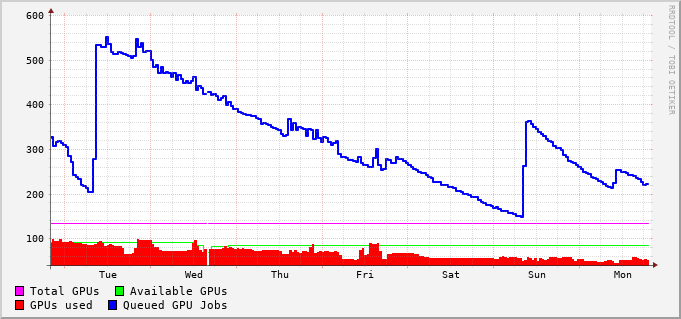 600
500
400
300
200
100
Tue Wed Thu Fri Sat Sun Mon
Total GPUs Available GPUs
GPUs used Queued GPU Jobs
RRDTOOL / TOBI OETIKER